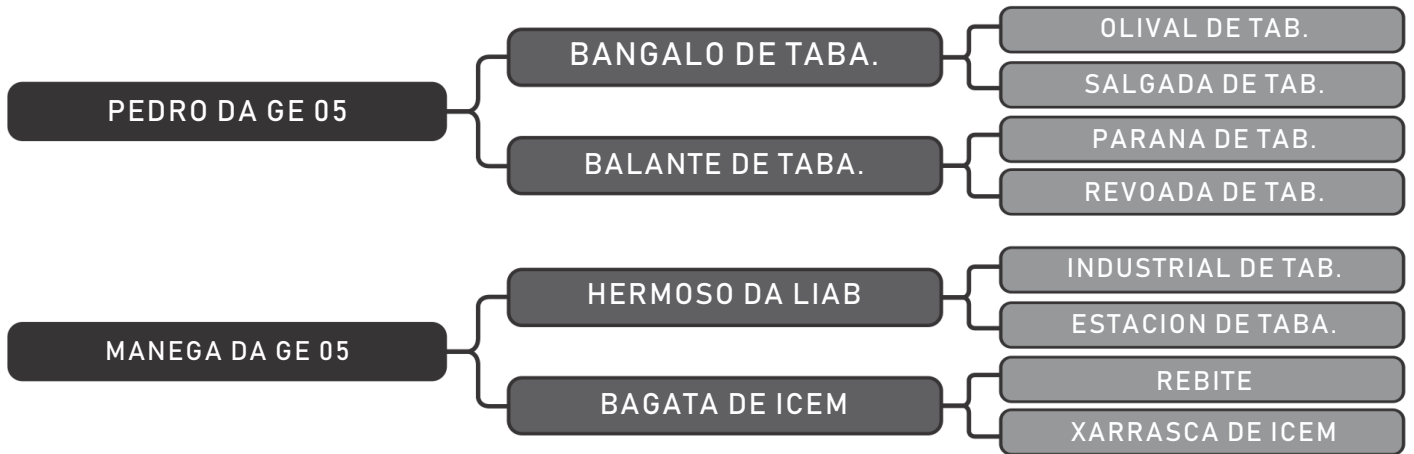 PEDRO DA GE 05
BANGALO DE TABA.
OLIVAL DE TAB.
SALGADA DE TAB.
BALANTE DE TABA.
PARANA DE TAB.
REVOADA DE TAB.
MANEGA DA GE 05
HERMOSO DA LIAB
INDUSTRIAL DE TAB.
ESTACION DE TABA.
BAGATA DE ICEM
REBITE
XARRASCA DE ICEM